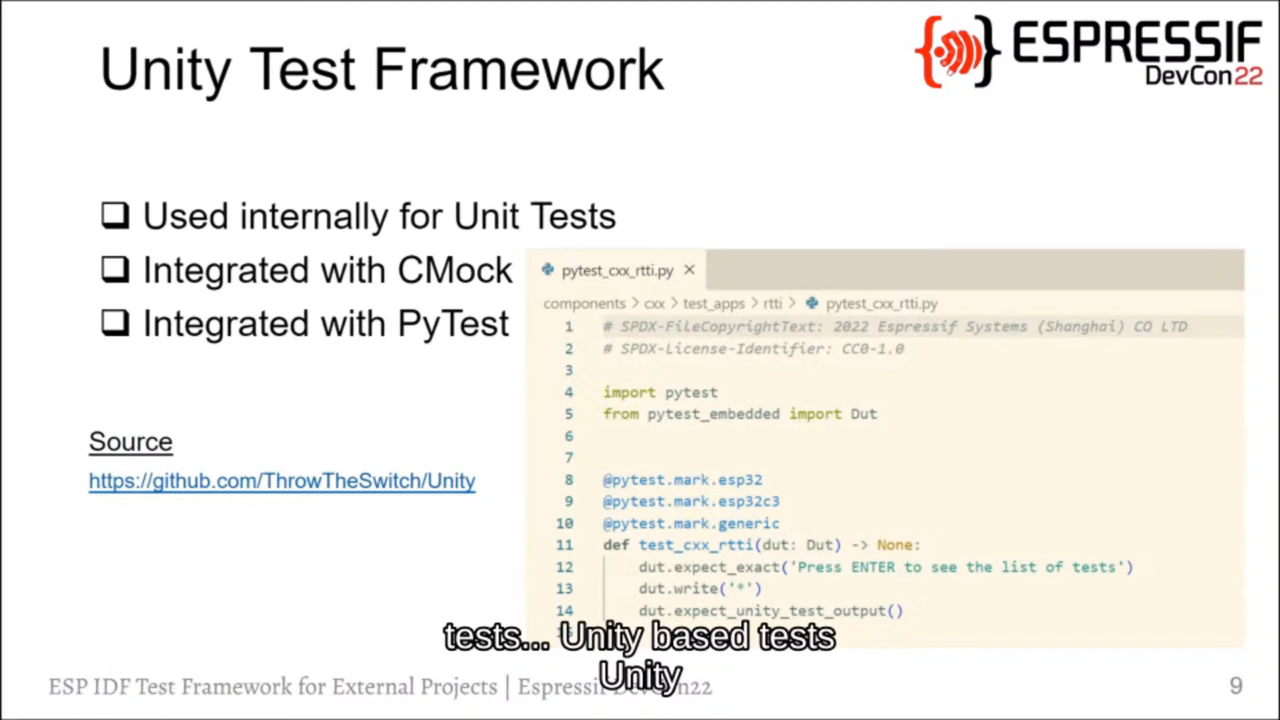 Unity Test Framework
ESPRESSIF
DevCon22
Used internally for Unit Tests
Integrated with CMock
Integrated with PyTest
Source
https://github.com/ThrowTheSwitch/Unity
pytest_cxx_rtti.py ×
components > cxx > test_apps > rtti > pytest_cxx_rtti.py
1 # SPDX-FileCopyrightText: 2022 Espressif Systems (Shanghai) CO LTD
2 # SPDX-License-Identifier: CC0-1.0
3
4 import pytest
5 from pytest_embedded import Dut
6
7
8 @pytest.mark.esp32
9 @pytest.mark.esp32c3
10 @pytest.mark.generic
11 def test_cxx_rtti(dut: Dut) -> None:
12 dut.expect_exact('Press ENTER to see the list of tests')
13 dut.write('*')
14 dut.expect_unity_test_output()
tests... Unity based tests
Unity
ESP IDF Test Framework for External Projects | Espressif DevCon22
9